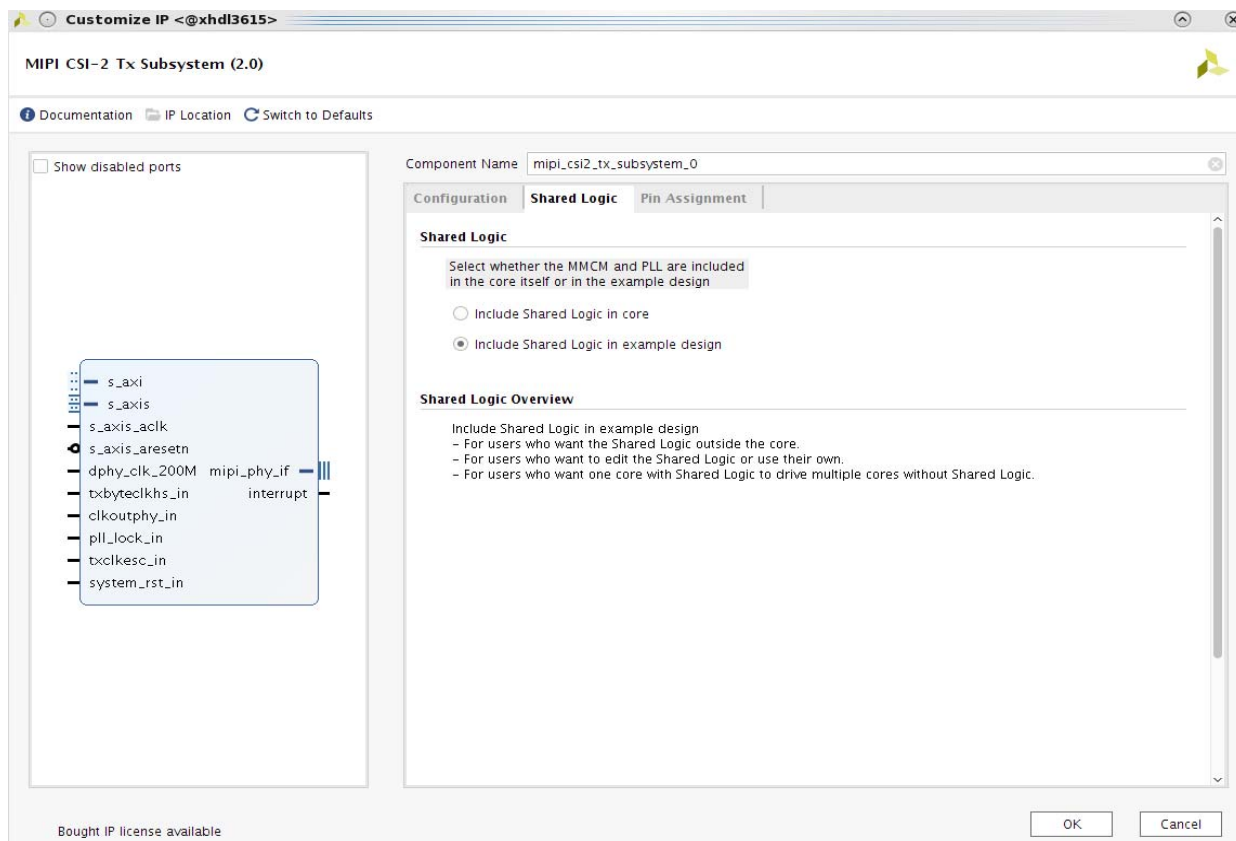 Customize IP <@xhdl3615>
MIPI CSI-2 Tx Subsystem (2.0)
Documentation IP Location Switch to Defaults
Show disabled ports
s_axi
s_axis
s_axis_aclk
s_axis_aresetn
dphy_clk_200M mipi_phy_if
txbyteclkhs_in interrupt
clkoutphy_in
pll_lock_in
txclkesc_in
system_rst_in
Component Name mipi_csi2_tx_subsystem_0
Configuration Shared Logic Pin Assignment
Shared Logic
Select whether the MMCM and PLL are included
in the core itself or in the example design
Include Shared Logic in core
Include Shared Logic in example design
Shared Logic Overview
Include Shared Logic in example design
– For users who want the Shared Logic outside the core.
– For users who want to edit the Shared Logic or use their own.
– For users who want one core with Shared Logic to drive multiple cores without Shared Logic.
Bought IP license available
OK Cancel